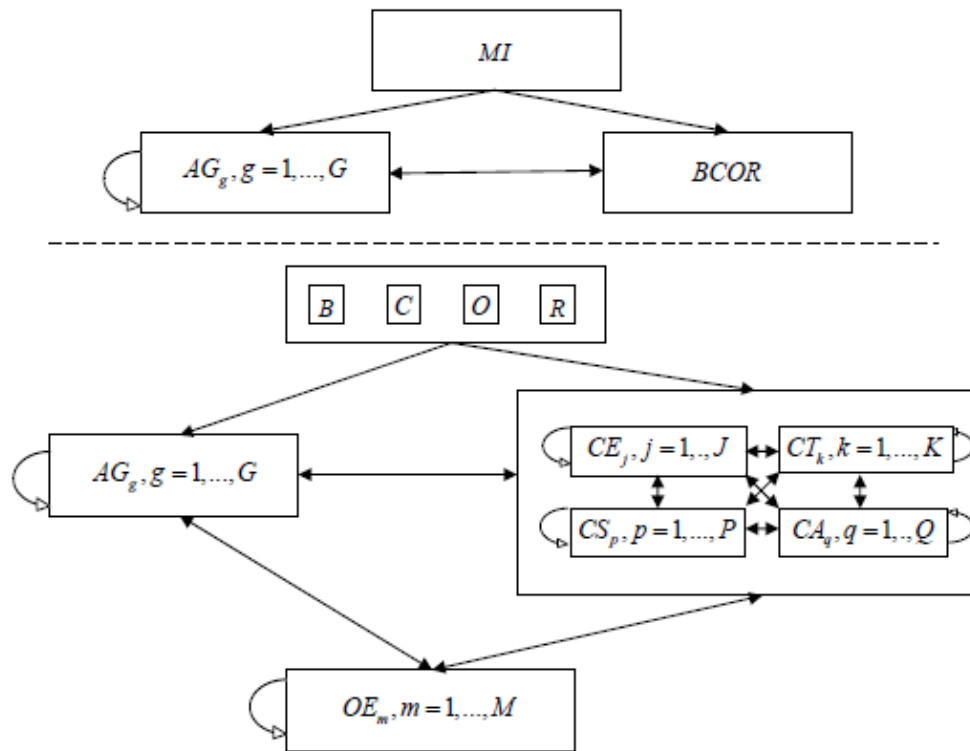 MI
AG_g, g = 1,...,G
BCOR
B C O R
CE_j, j = 1,.,J
CT_k, k = 1,...,K
AG_g, g = 1,...,G
CS_p, p = 1,...,P
CA_q, q = 1,.,Q
OE_m, m = 1,...,M